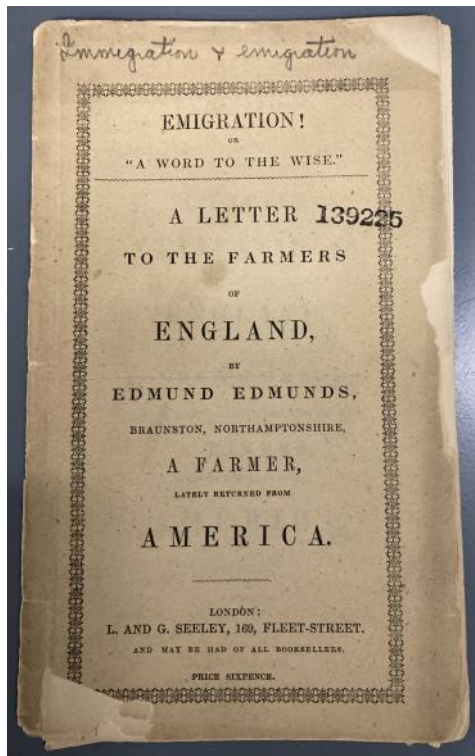 Immigration & emigration
EMIGRATION!
OR
"A WORD TO THE WISE."
A LETTER 139225
TO THE FARMERS
OF
ENGLAND,
BY
EDMUND EDMUNDS,
BRAUNSTON, NORTHAMPTONSHIRE,
A FARMER,
LATELY RETURNED FROM
AMERICA.
LONDON:
L. AND G. SEELEY, 169, FLEET-STREET.
AND MAY BE HAD OF ALL BOOKSELLERS.
PRICE SIXPENCE.